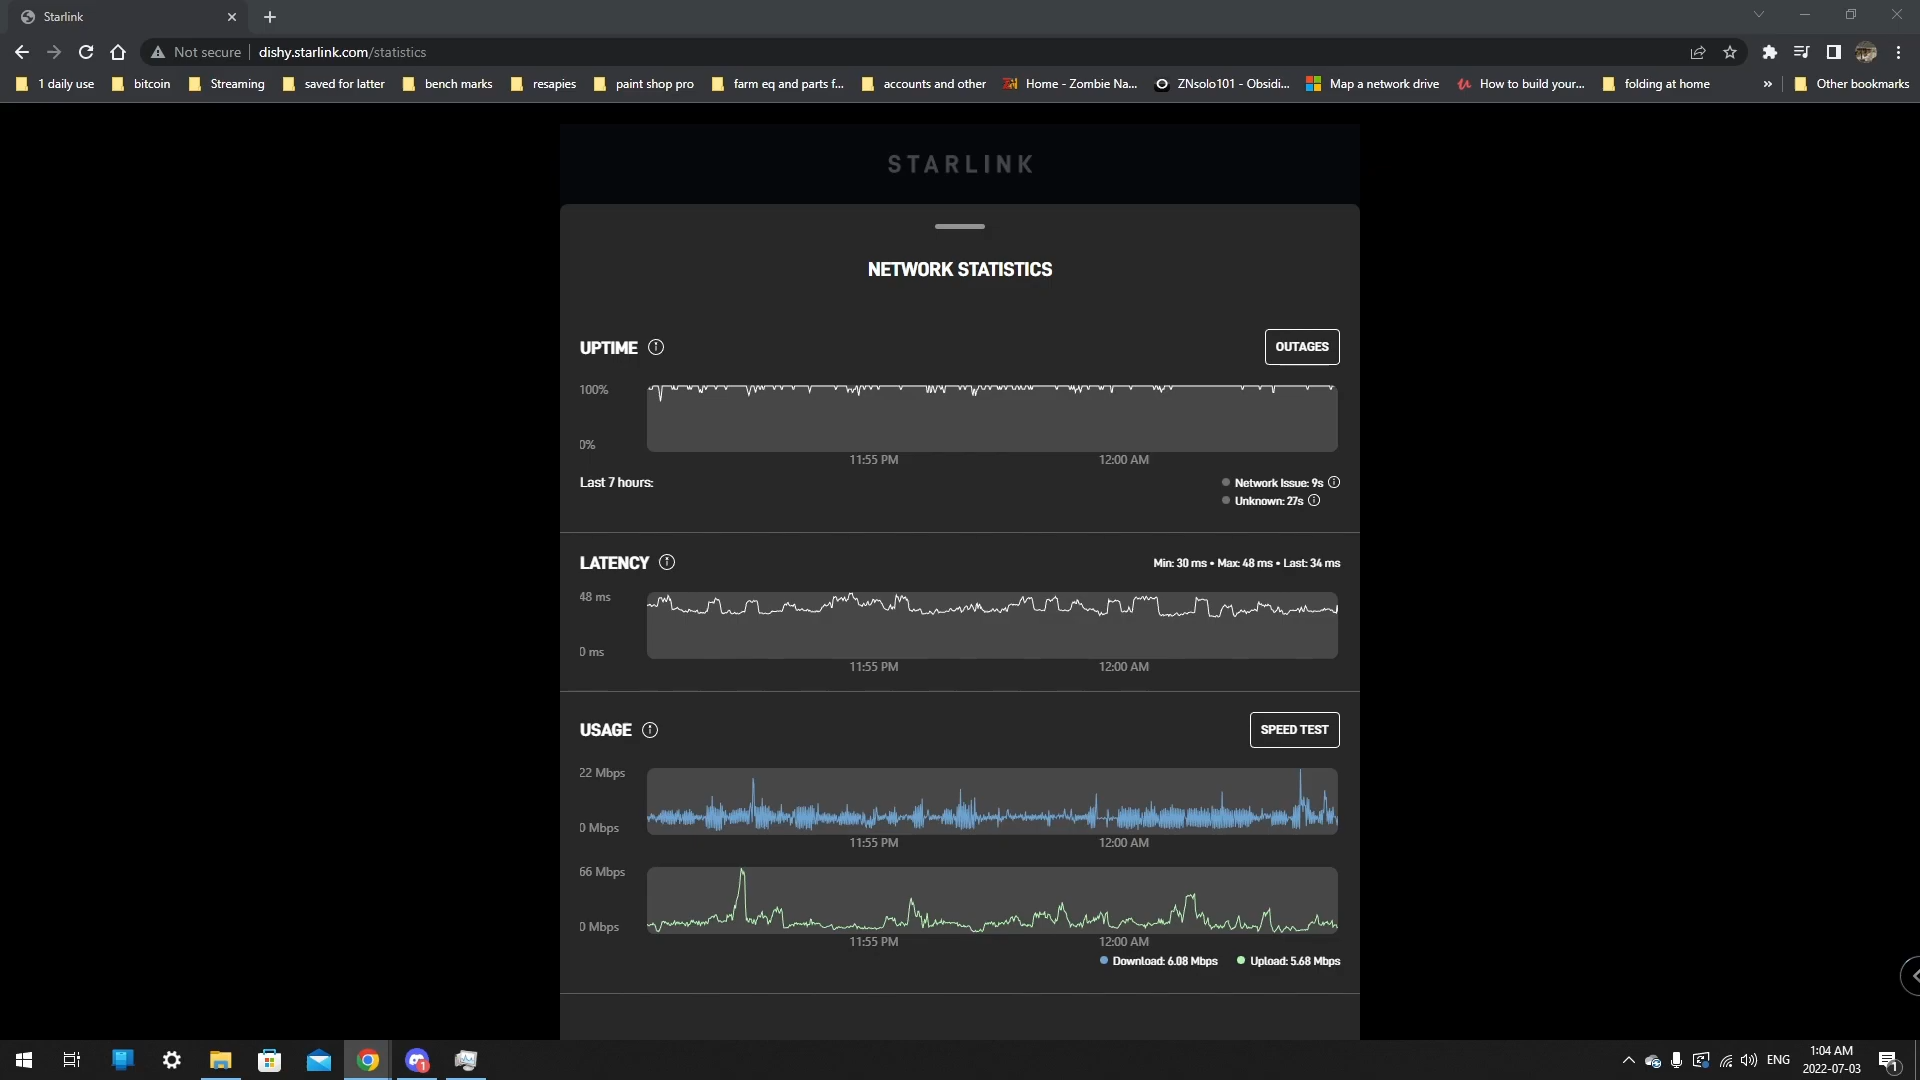 Starlink
Not secure dishy.starlink.com/statistics
1 daily use bitcoin Streaming saved for latter bench marks resapies paint shop pro farm eq and parts f... accounts and other Home - Zombie Na... ZNsolo101 - Obsidi... Map a network drive How to build your... folding at home » Other bookmarks
STARLINK
NETWORK STATISTICS
UPTIME OUTAGES
100%
0%
11:55 PM 12:00 AM
Last 7 hours: Network Issue: 9s
Unknown: 27s
LATENCY Min: 30 ms • Max: 48 ms • Last: 34 ms
48 ms
0 ms
11:55 PM 12:00 AM
USAGE SPEED TEST
22 Mbps
0 Mbps
11:55 PM 12:00 AM
66 Mbps
0 Mbps
11:55 PM 12:00 AM
Download: 6.08 Mbps Upload: 5.68 Mbps
1 ENG 1:04 AM 1
2022-07-03